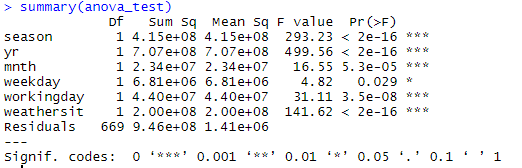 > summary(anova_test)
Df Sum Sq Mean Sq F value Pr(>F)
season 1 4.15e+08 4.15e+08 293.23 < 2e-16 ***
yr 1 7.07e+08 7.07e+08 499.56 < 2e-16 ***
mnth 1 2.34e+07 2.34e+07 16.55 5.3e-05 ***
weekday 1 6.81e+06 6.81e+06 4.82 0.029 *
workingday 1 4.40e+07 4.40e+07 31.11 3.5e-08 ***
weathersit 1 2.00e+08 2.00e+08 141.62 < 2e-16 ***
Residuals 669 9.46e+08 1.41e+06
---
Signif. codes: 0 ‘***’ 0.001 ‘**’ 0.01 ‘*’ 0.05 ‘.’ 0.1 ‘ ’ 1